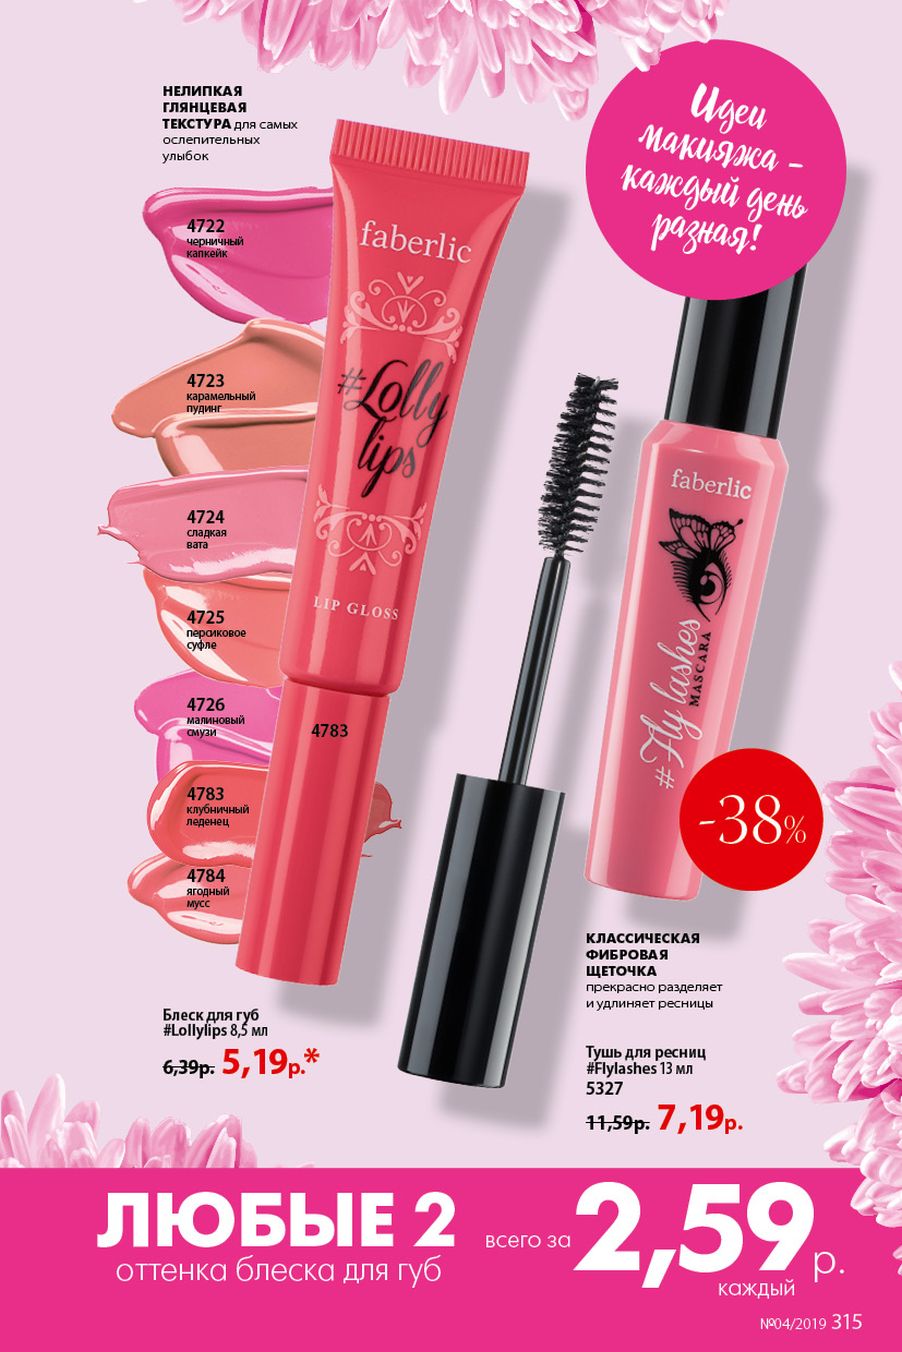 НЕЛИПКАЯ
ГЛЯНЦЕВАЯ
ТЕКСТУРА для самых
ослепительных
улыбок
Идеи
макияжа –
каждый день
разная!
4722
черничный
капкейк
4723
карамельный
пудинг
4724
сладкая
вата
4725
персиковое
суфле
4726
малиновый
смузи
4783
клубничный
леденец
4784
ягодный
мусс
faberlic
#Lolly
lips
LIP GLOSS
4783
faberlic
#Fly lashes
MASCARA
-38%
КЛАССИЧЕСКАЯ
ФИБРОВАЯ
ЩЕТОЧКА
прекрасно разделяет
и удлиняет ресницы
Блеск для губ
#Lollylips 8,5 мл
6,39р. 5,19р.*
Тушь для ресниц
#Flylashes 13 мл
5327
11,59р. 7,19р.
ЛЮБЫЕ 2
оттенка блеска для губ
всего за 2,59 р.
каждый
№04/2019 315